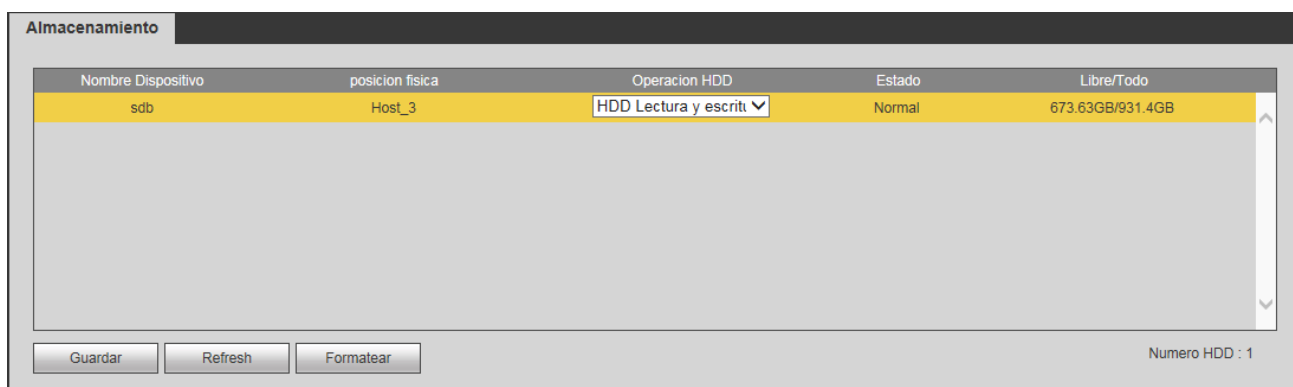 Almacenamiento
Nombre Dispositivo posicion fisica Operacion HDD Estado Libre/Todo
sdb Host_3 HDD Lectura y escritu Normal 673.63GB/931.4GB
Guardar Refresh Formatear Numero HDD : 1